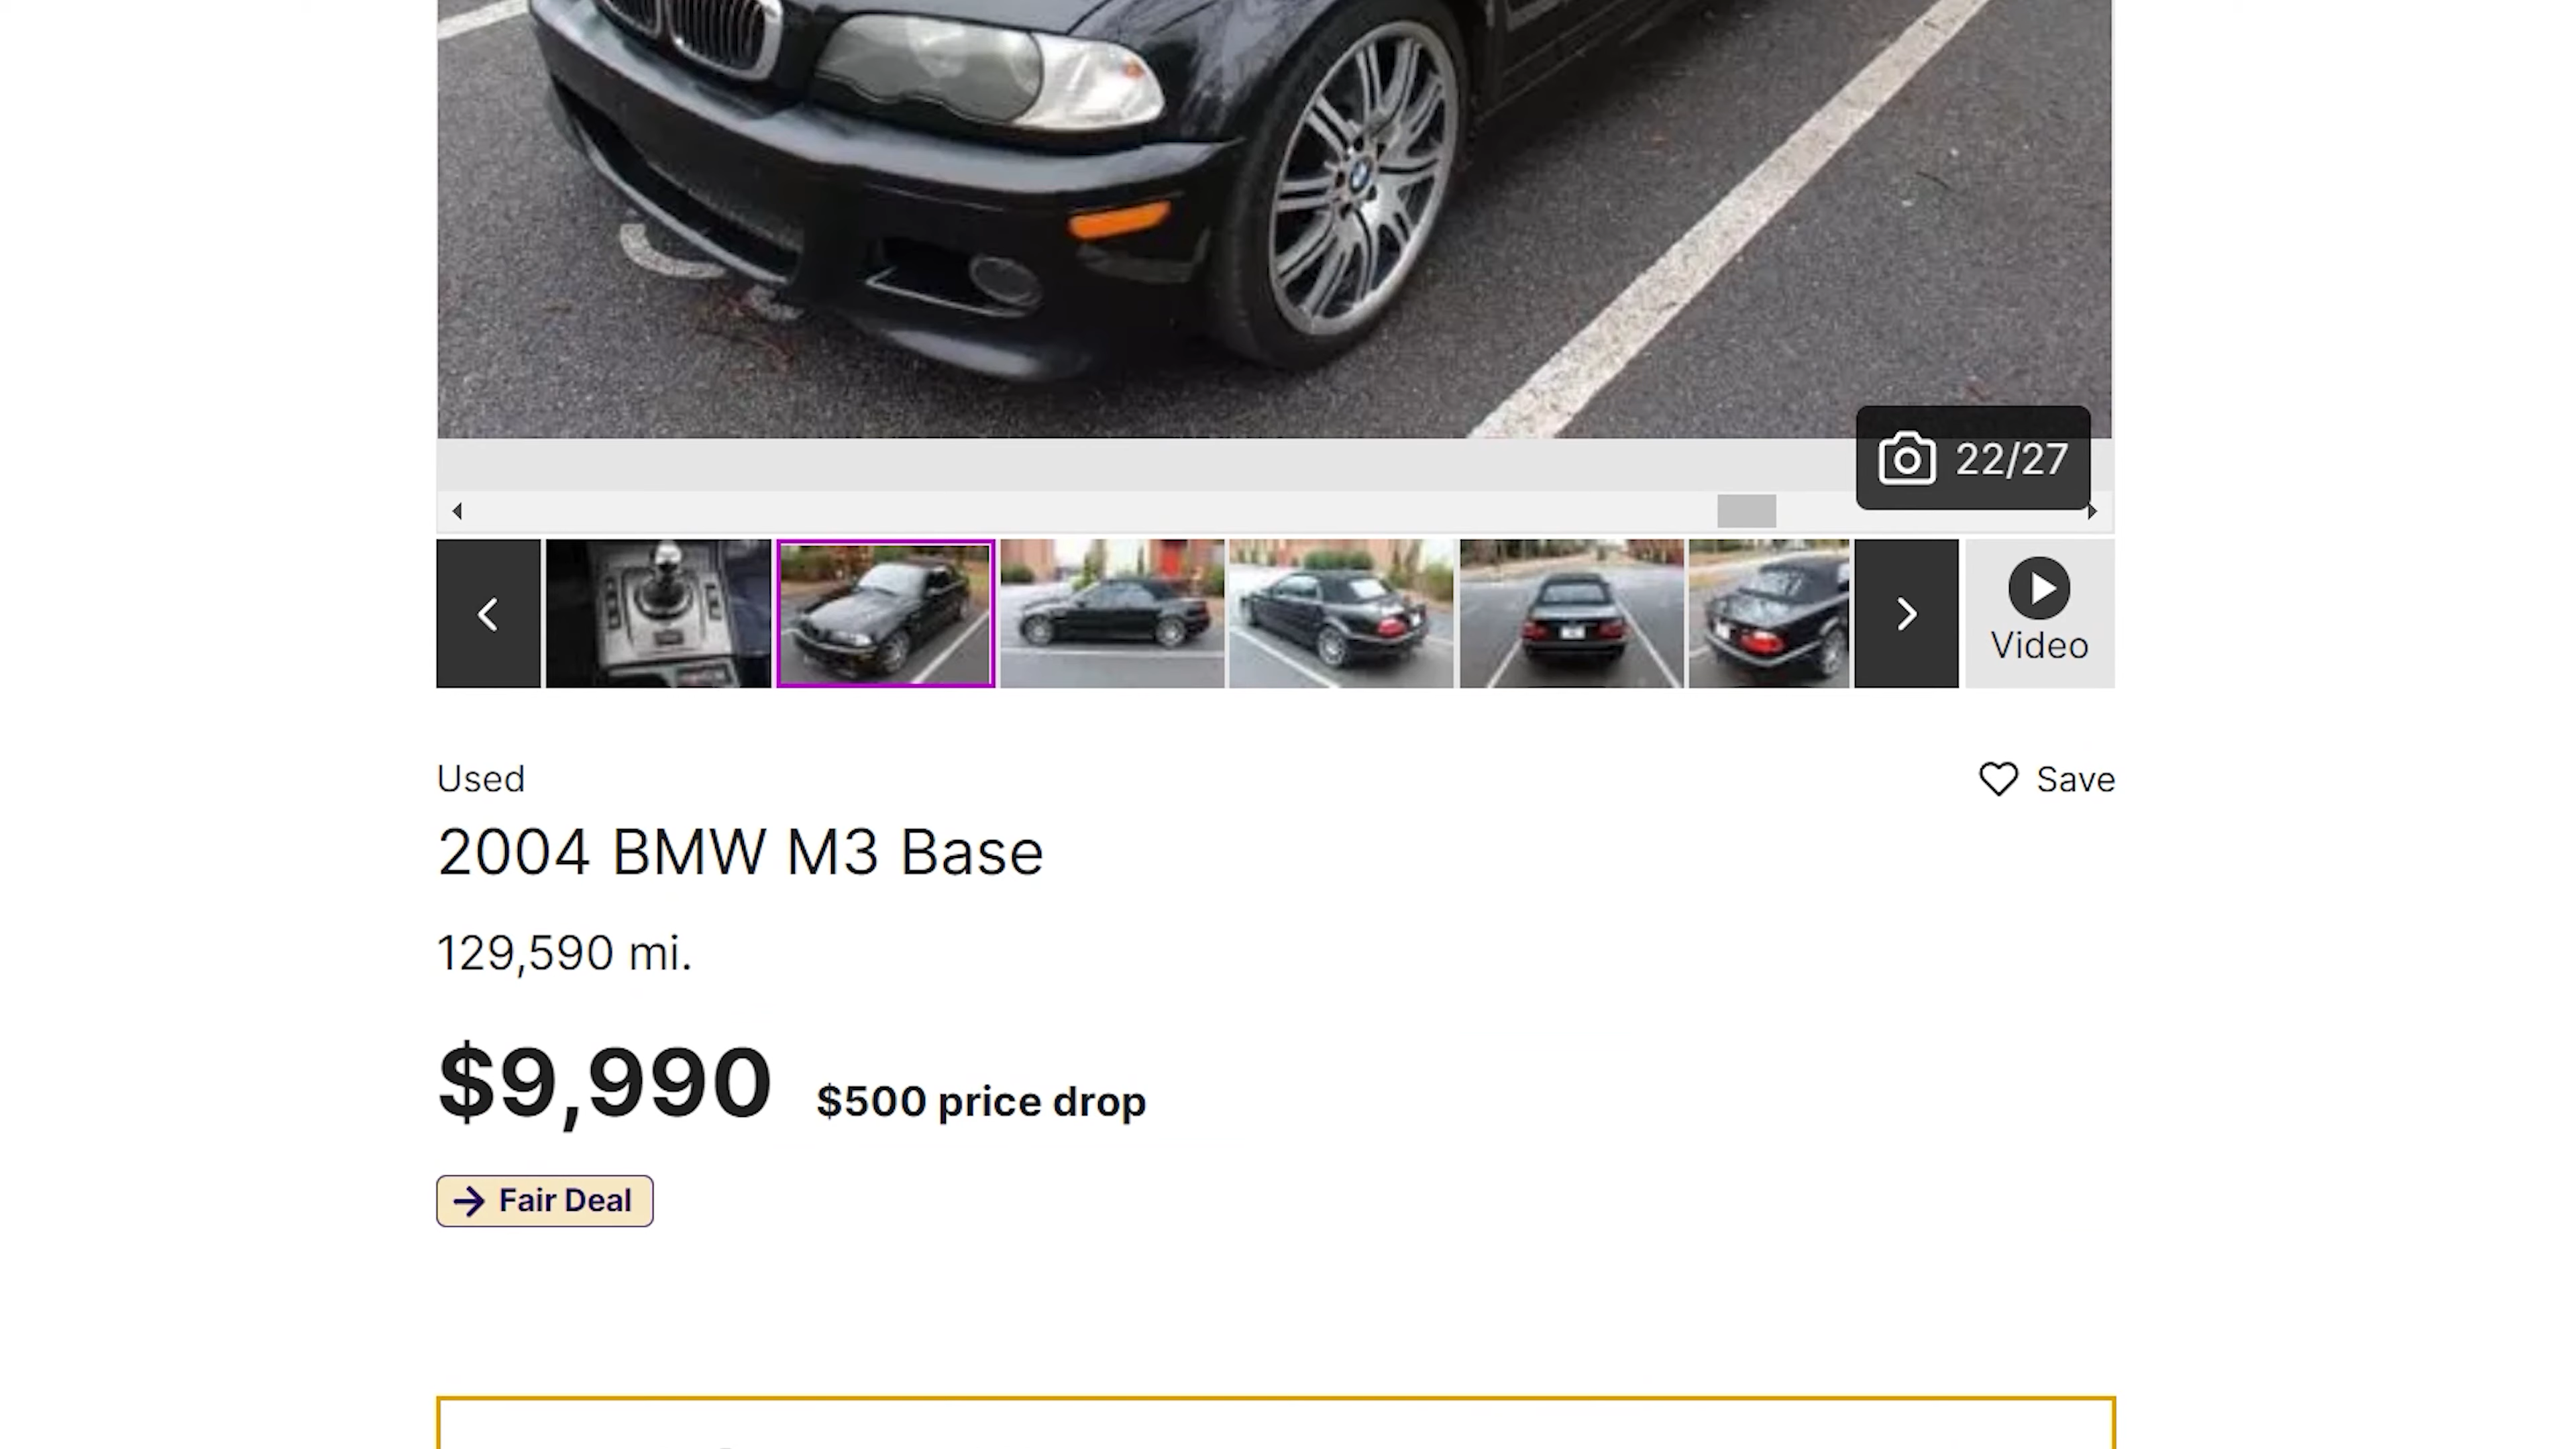 22/27
Video
Used
Save
2004 BMW M3 Base
129,590 mi.
$9,990 $500 price drop
Fair Deal